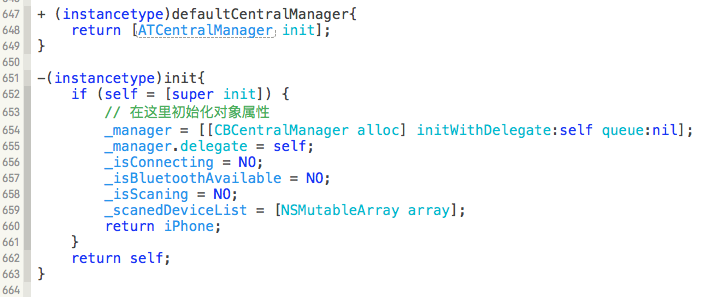 647 + (instancetype)defaultCentralManager{
648     return [ATCentralManager init];
649 }
650
651 -(instancetype)init{
652     if (self = [super init]) {
653         // 在这里初始化对象属性
654         _manager = [[CBCentralManager alloc] initWithDelegate:self queue:nil];
655         _manager.delegate = self;
656         _isConnecting = NO;
657         _isBluetoothAvailable = NO;
658         _isScaning = NO;
659         _scanedDeviceList = [NSMutableArray array];
660         return iPhone;
661     }
662     return self;
663 }
664